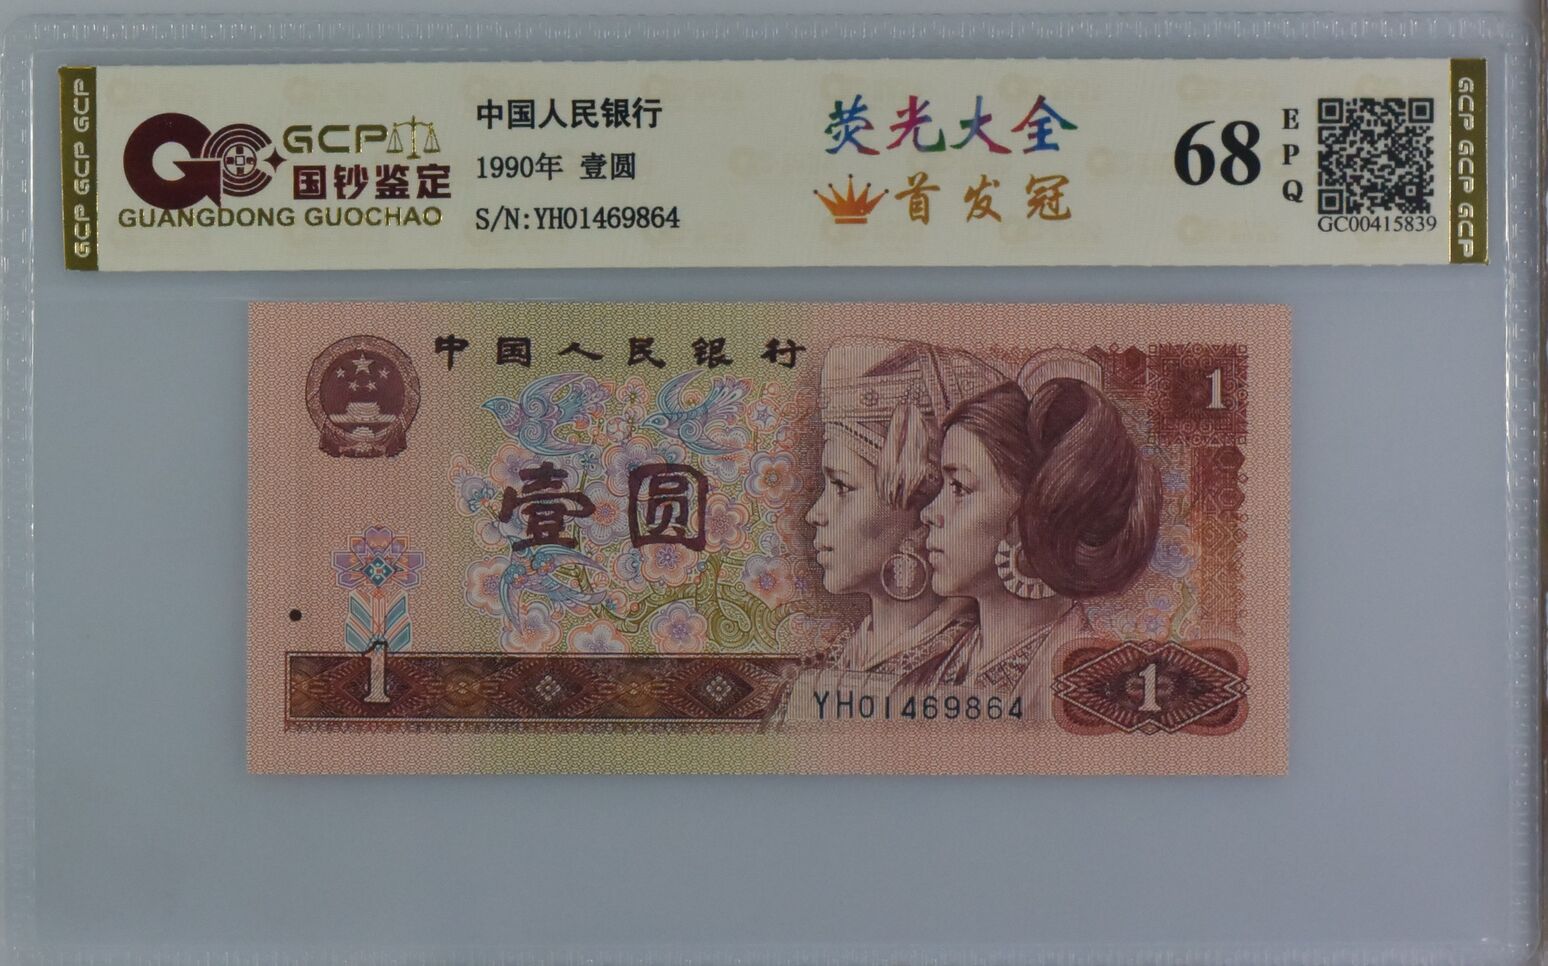 GCP GCP GCP
GCP
国钞鉴定
GUANGDONG GUOCHAO
中国人民银行
1990年 壹圆
S/N:YH01469864
荧光大全
首发冠
68
EPQ
GC00415839
GCP GCP GCP
中国人民银行
1
壹圆
1
YH01469864
1